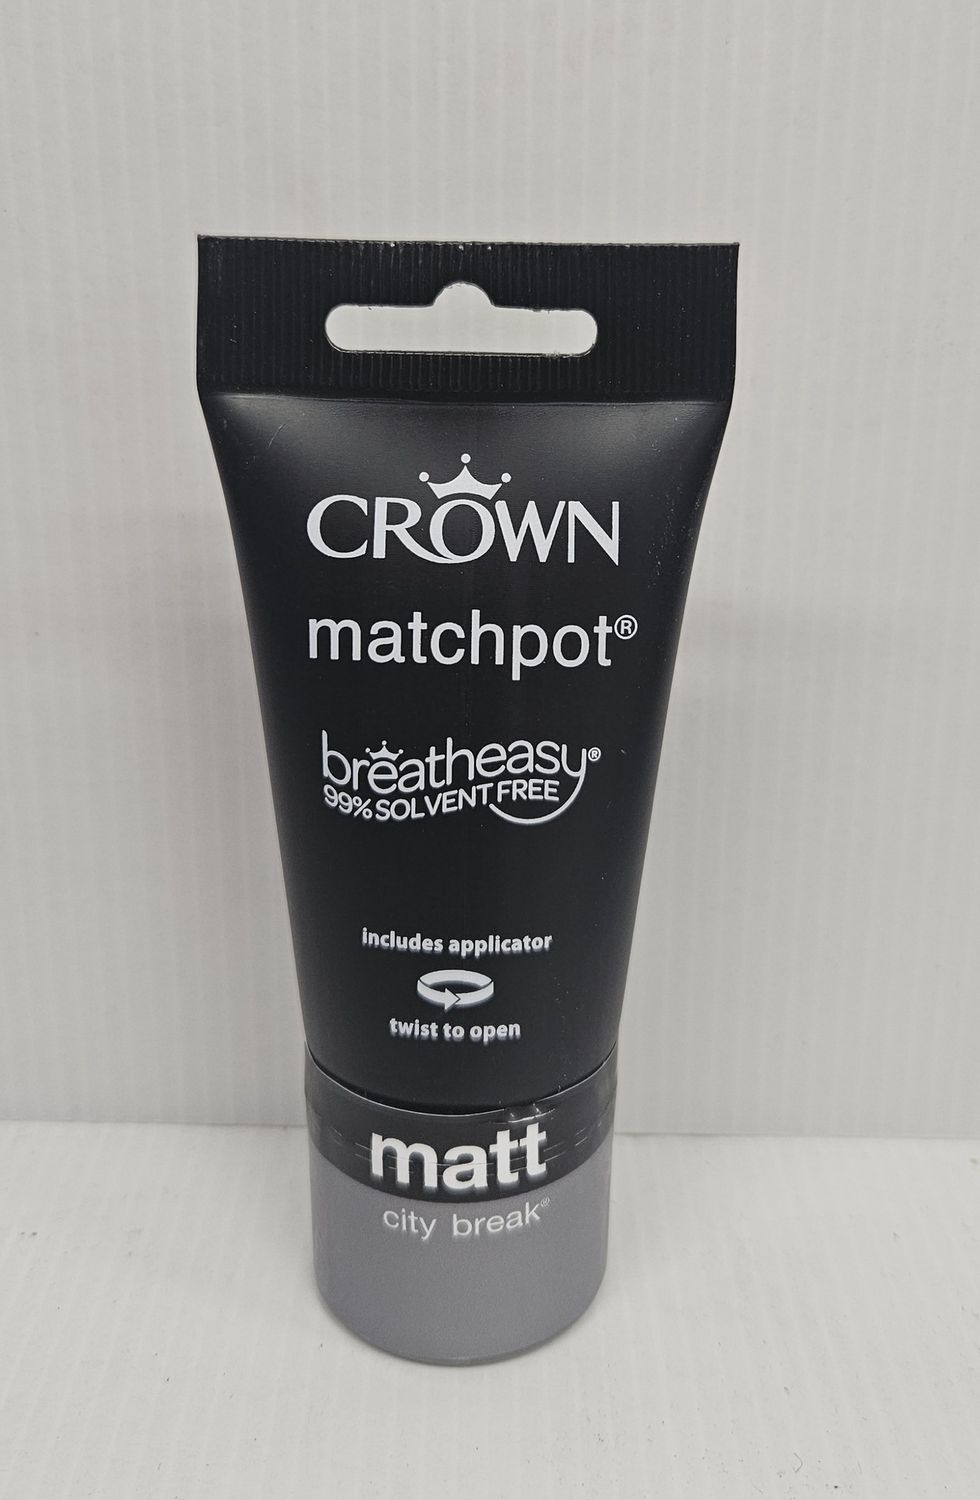 CROWN
matchpot®
breatheasy®
99% SOLVENT FREE
includes applicator
twist to open
matt
city break®